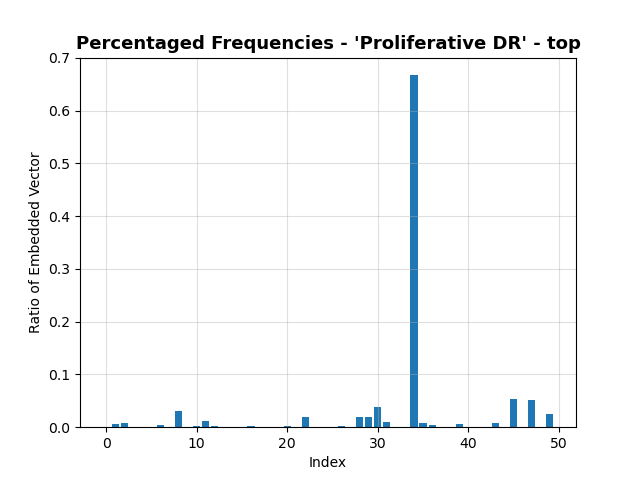 Percentaged Frequencies - 'Proliferative DR' - top
0.7
0.6
0.5
0.4
0.3
0.2
0.1
0.0
Ratio of Embedded Vector
0 10 20 30 40 50
Index